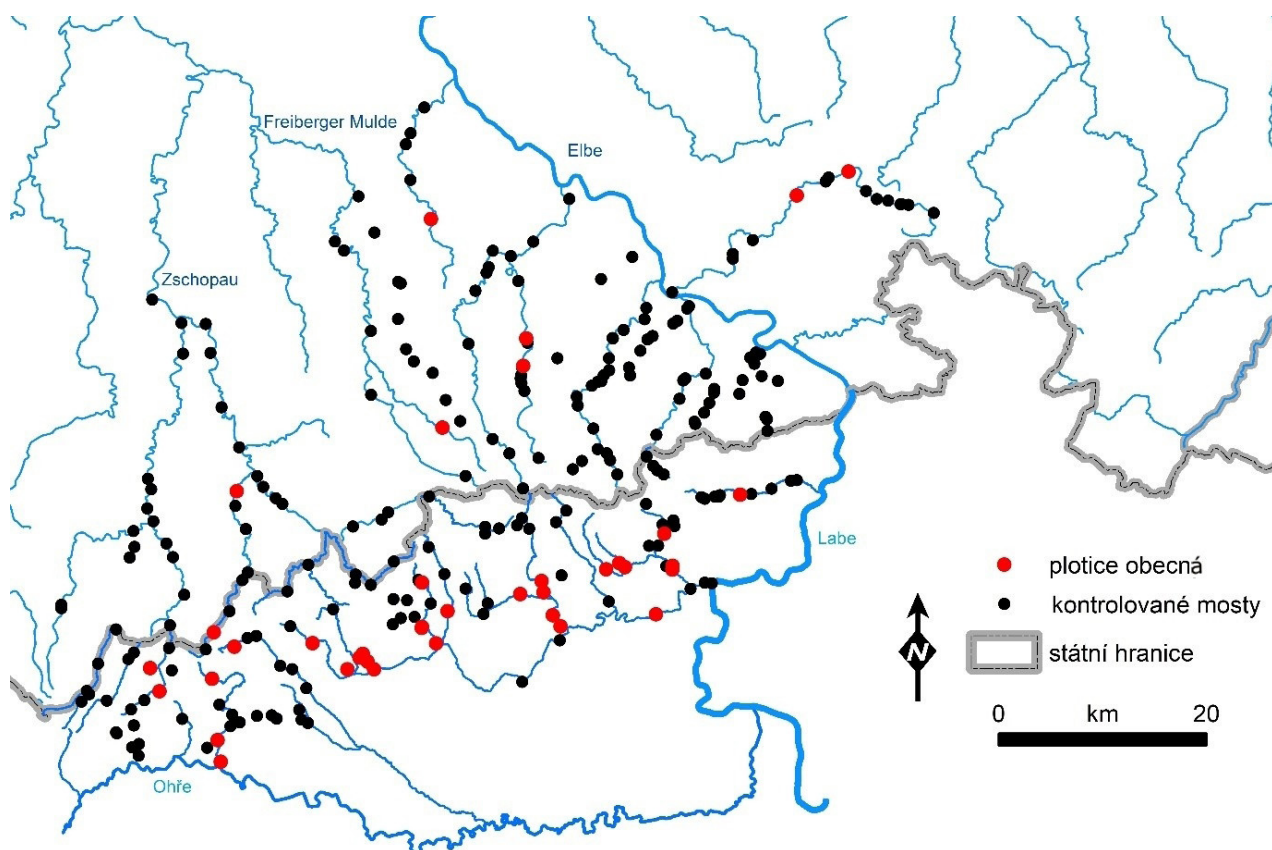 Freiberger Mulde
Elbe
Zschopau
Labe
Ohře
plotice obecná
kontrolované mosty
státní hranice
N
0 km 20